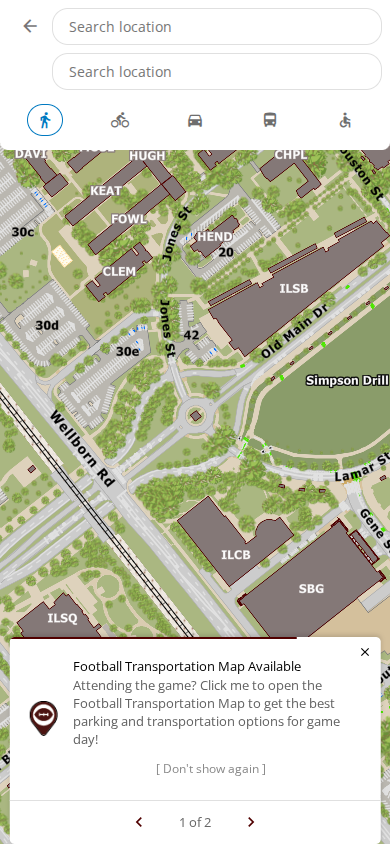 Search location
Search location
DAVI
HUGH
CHPL
KEAT
FOWL
30c
Jones St
HEND
20
CLEM
ILSB
30d
Jones St
42
Old Main Dr
30e
Simpson Drill
Wellborn Rd
Lamar St
Gene S
ILCB
SBG
ILSQ
Football Transportation Map Available
Attending the game? Click me to open the
Football Transportation Map to get the best
parking and transportation options for game
day!
[ Don't show again ]
1 of 2